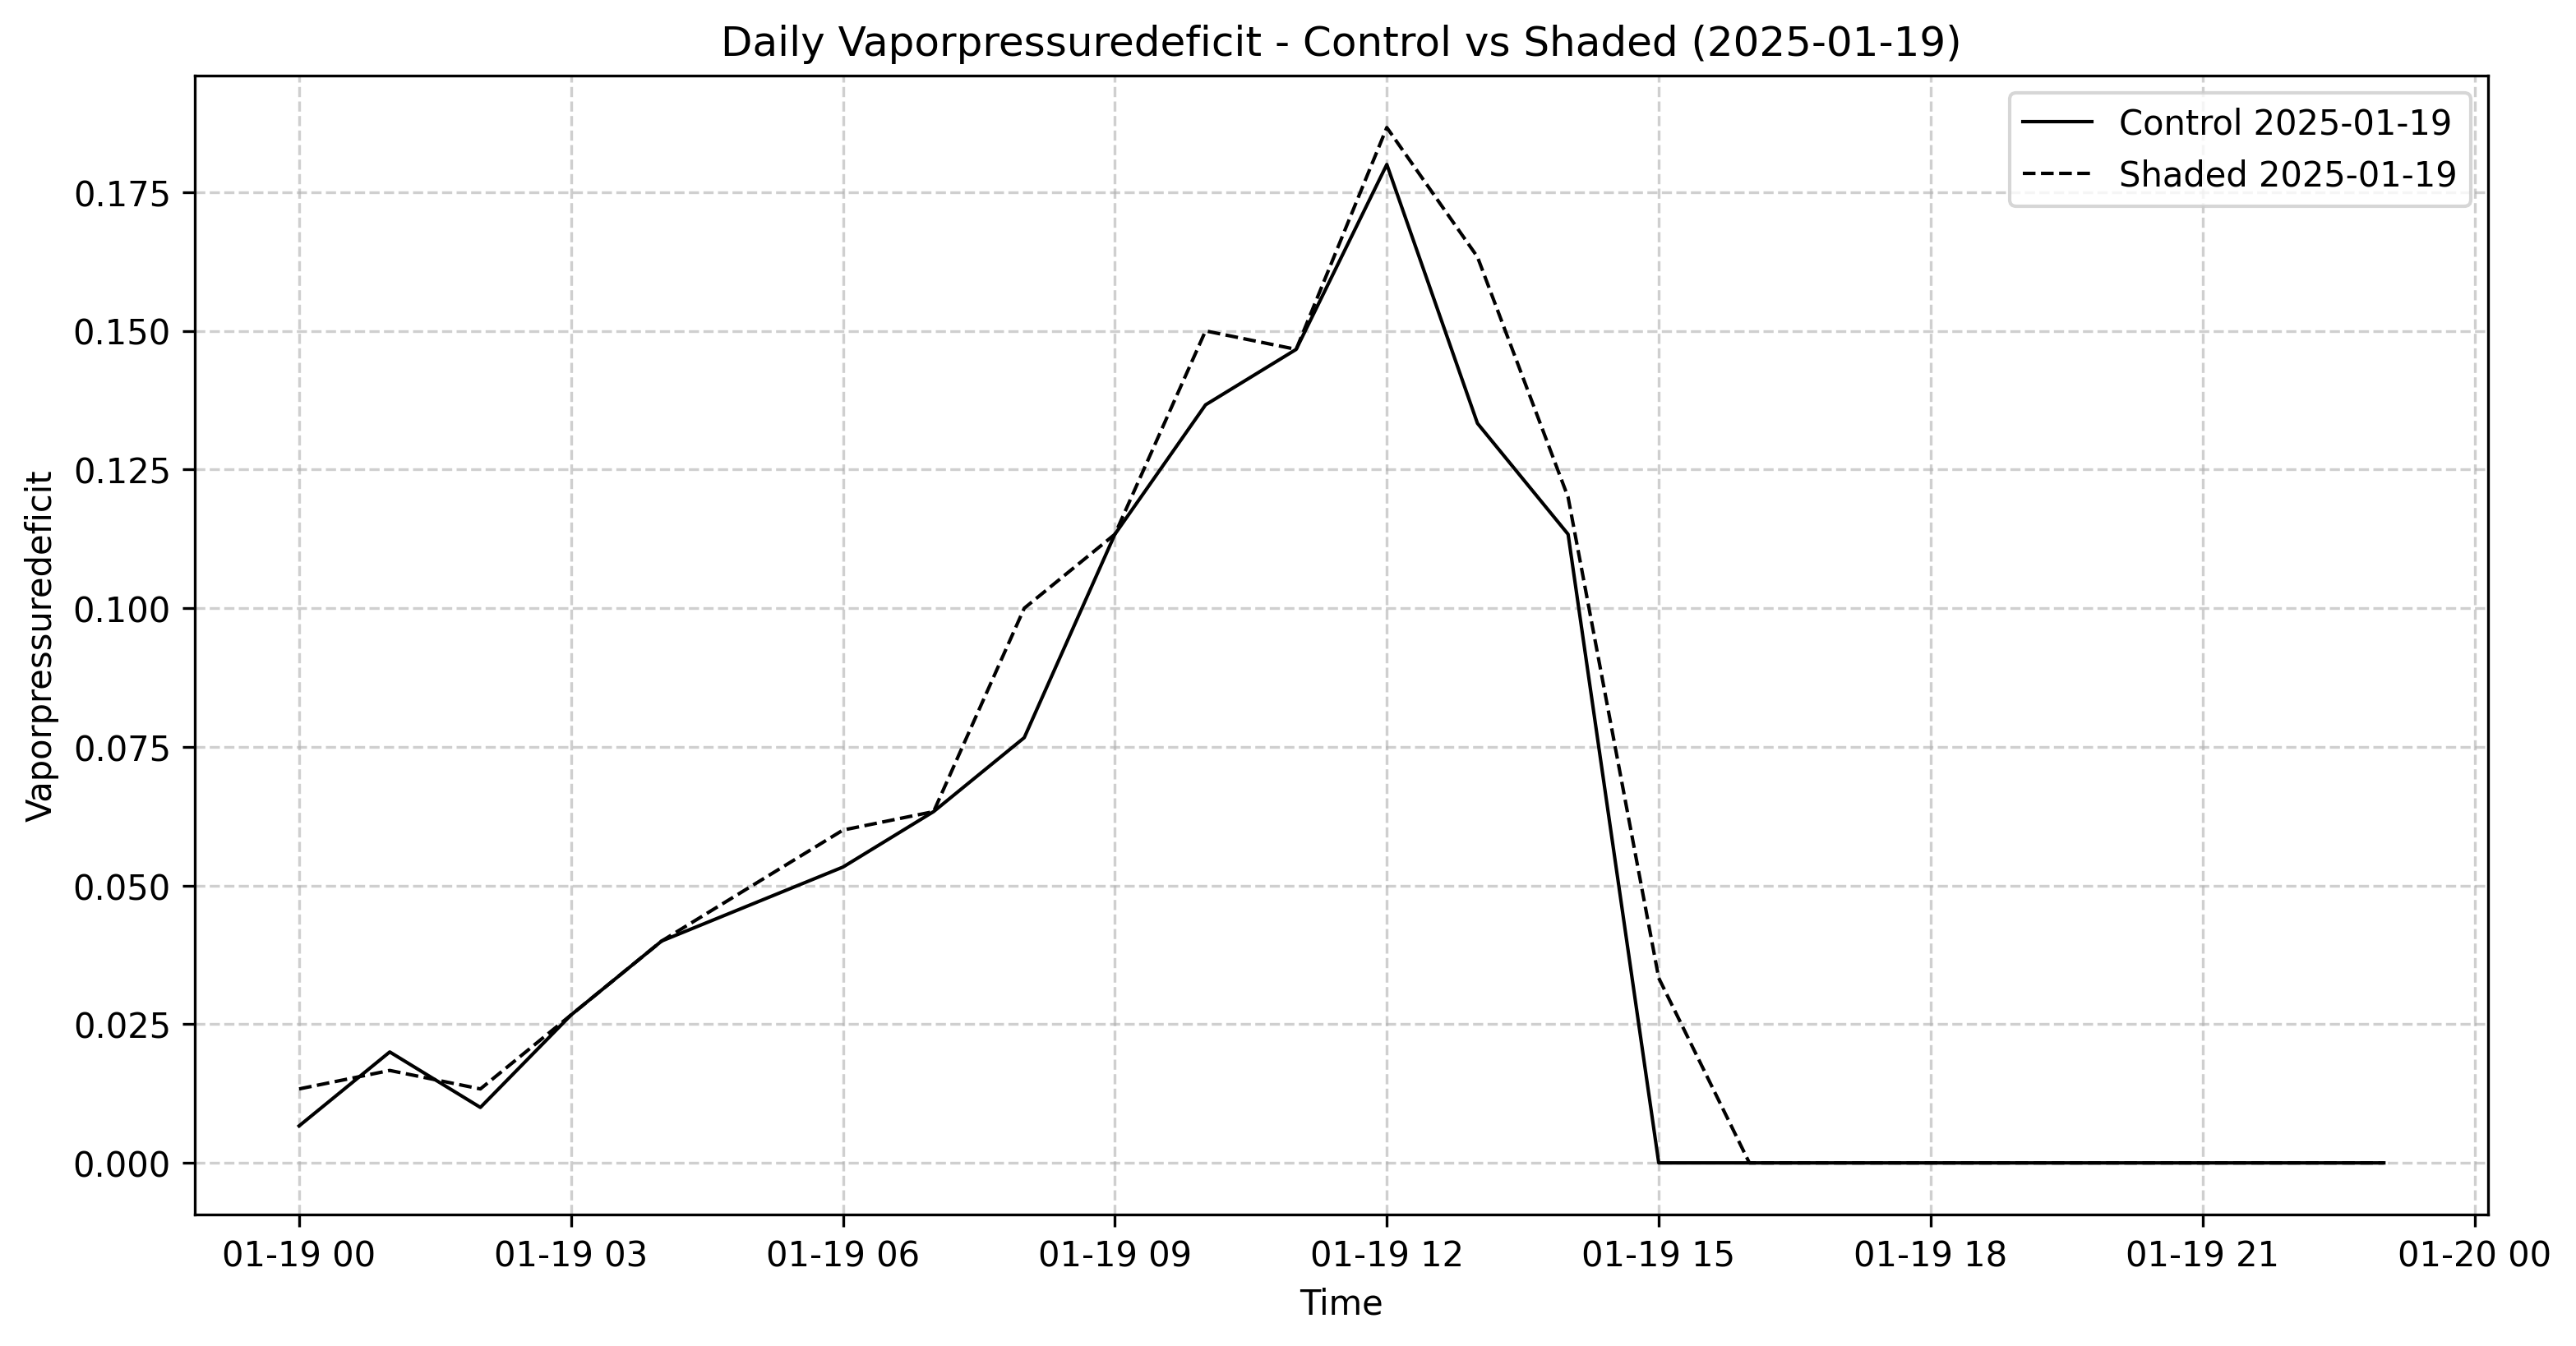 Daily Vaporpressuredeficit - Control vs Shaded (2025-01-19)
Control 2025-01-19
Shaded 2025-01-19
Vaporpressuredeficit
0.175
0.150
0.125
0.100
0.075
0.050
0.025
0.000
01-19 00 01-19 03 01-19 06 01-19 09 01-19 12 01-19 15 01-19 18 01-19 21 01-20 00
Time